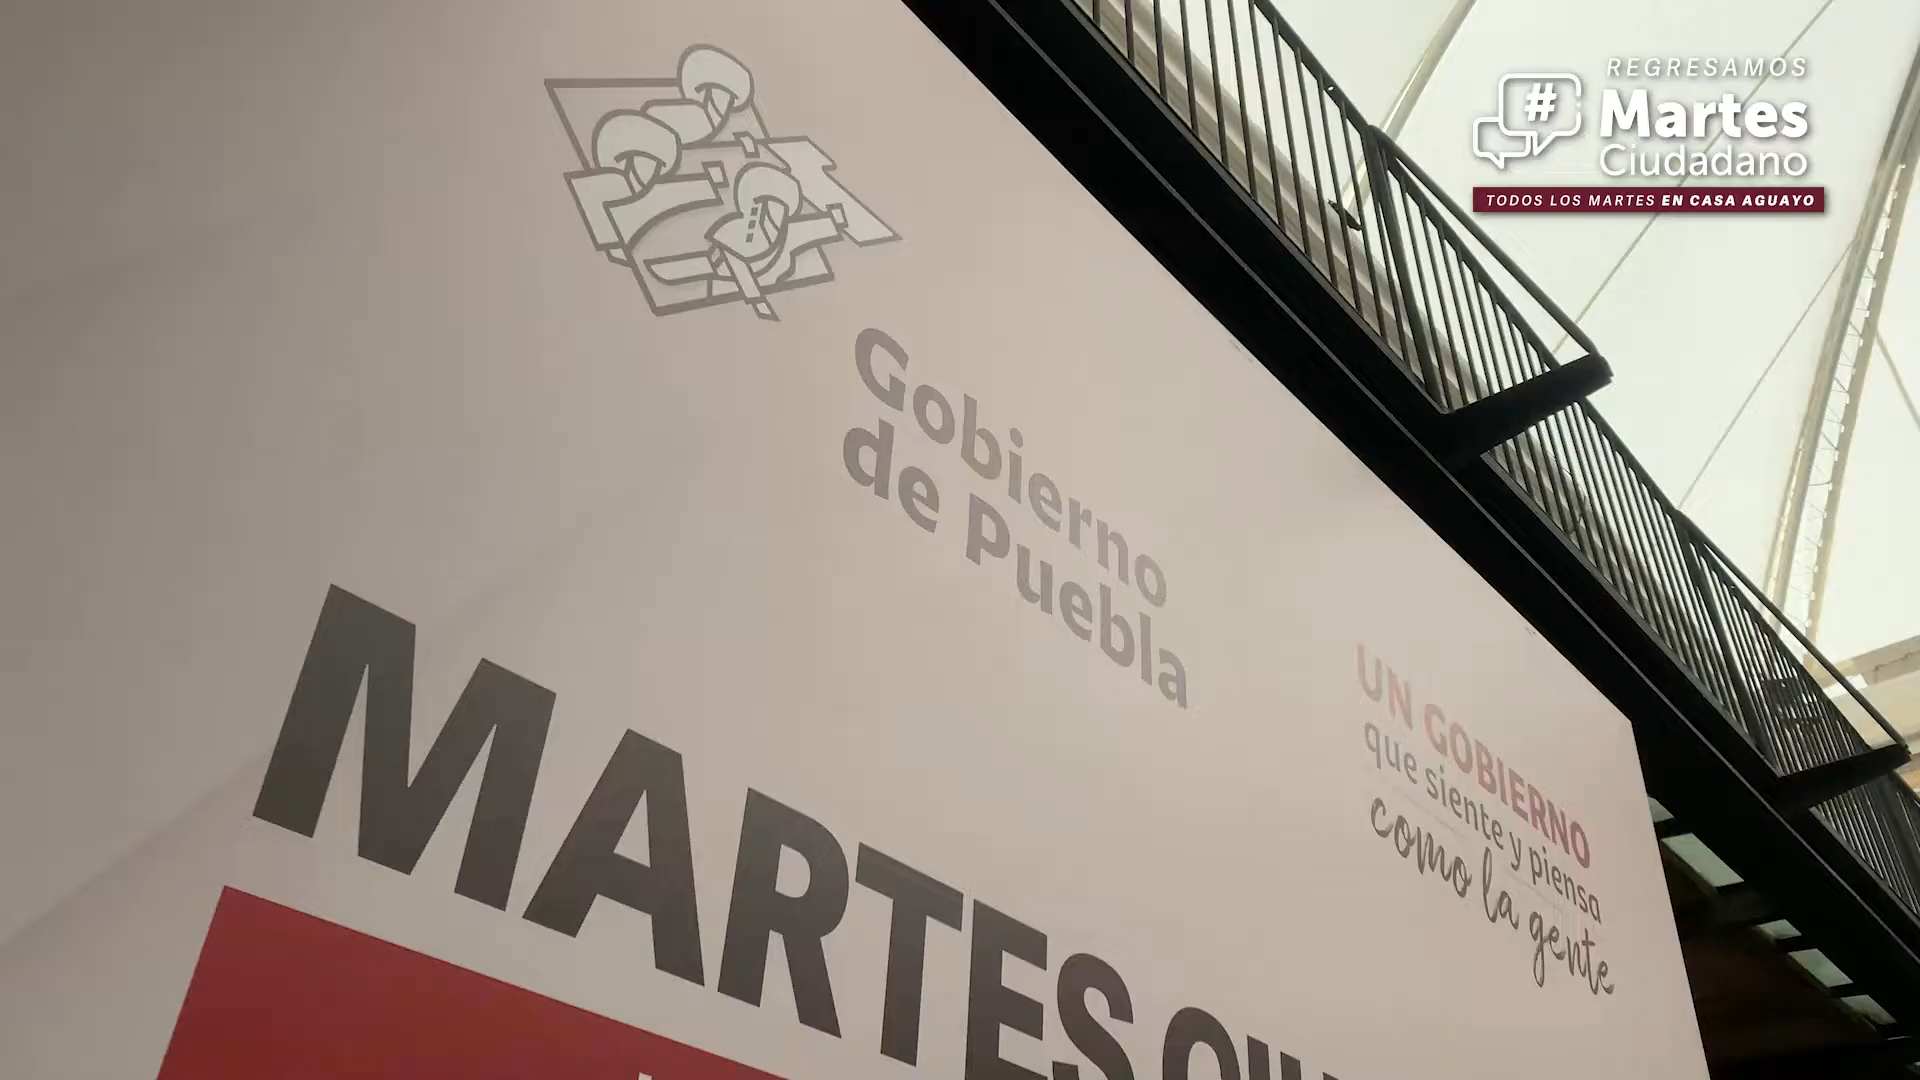 REGRESAMOS
#Martes
Ciudadano
TODOS LOS MARTES EN CASA AGUAYO
Gobierno
de Puebla
UN GOBIERNO
que siente y piensa
como la gente
MARTES